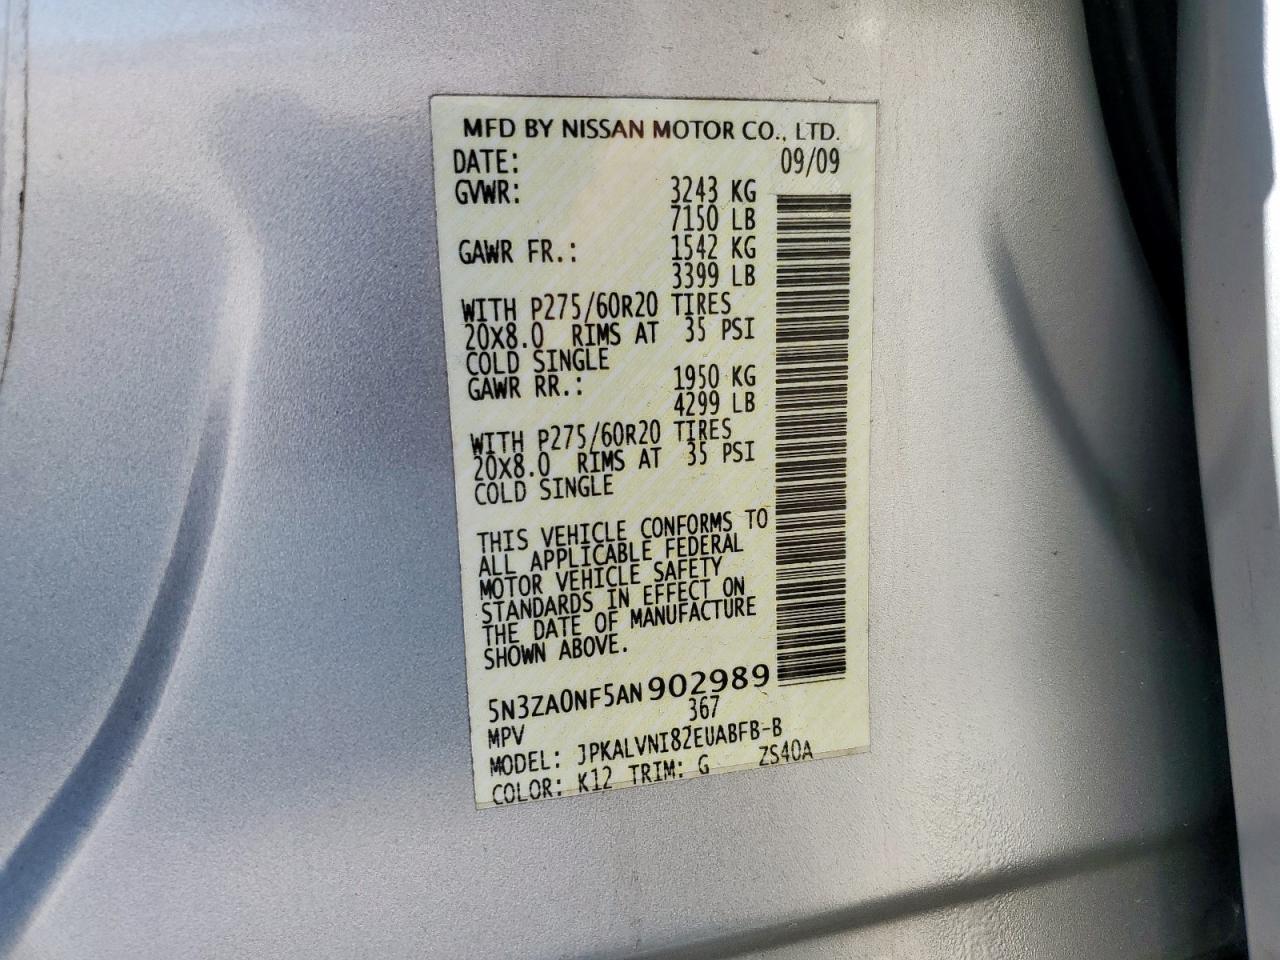 MFD BY NISSAN MOTOR CO., LTD.
DATE: 09/09
GVWR: 3243 KG
7150 LB
GAWR FR.: 1542 KG
3399 LB
WITH P275/60R20 TIRES
20X8.0 RIMS AT 35 PSI
COLD SINGLE
GAWR RR.: 1950 KG
4299 LB
WITH P275/60R20 TIRES
20X8.0 RIMS AT 35 PSI
COLD SINGLE
THIS VEHICLE CONFORMS TO
ALL APPLICABLE FEDERAL
MOTOR VEHICLE SAFETY
STANDARDS IN EFFECT ON
THE DATE OF MANUFACTURE
SHOWN ABOVE.
5N3ZA0NF5AN902989
MPV 367
MODEL: JPKALVNI82EUABFB-B
COLOR: K12 TRIM: G ZS40A